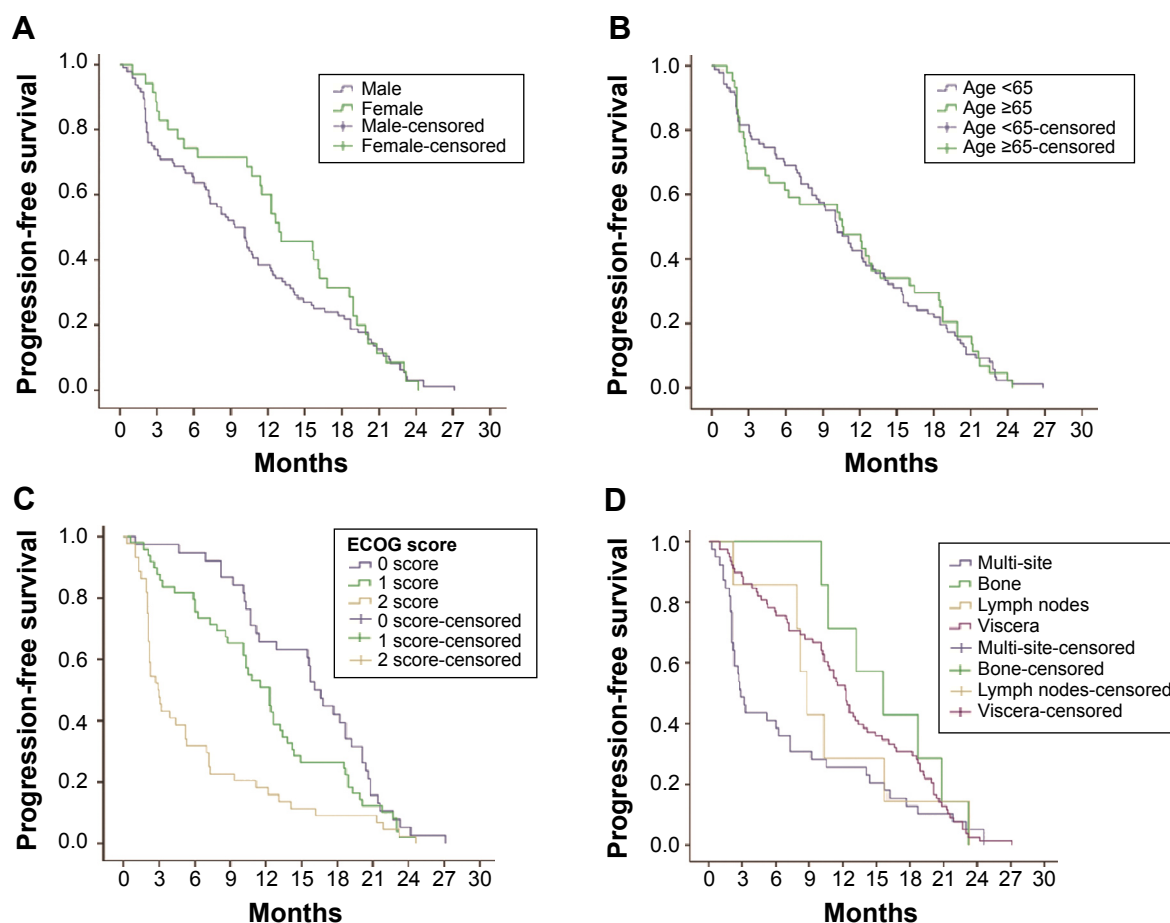 A
Progression-free survival
1.0
0.8
0.6
0.4
0.2
0.0
0 3 6 9 12 15 18 21 24 27 30
Months
Male
Female
Male-censored
Female-censored
B
Progression-free survival
1.0
0.8
0.6
0.4
0.2
0.0
0 3 6 9 12 15 18 21 24 27 30
Months
Age <65
Age ≥65
Age <65-censored
Age ≥65-censored
C
Progression-free survival
1.0
0.8
0.6
0.4
0.2
0.0
0 3 6 9 12 15 18 21 24 27 30
Months
ECOG score
0 score
1 score
2 score
0 score-censored
1 score-censored
2 score-censored
D
Progression-free survival
1.0
0.8
0.6
0.4
0.2
0.0
0 3 6 9 12 15 18 21 24 27 30
Months
Multi-site
Bone
Lymph nodes
Viscera
Multi-site-censored
Bone-censored
Lymph nodes-censored
Viscera-censored